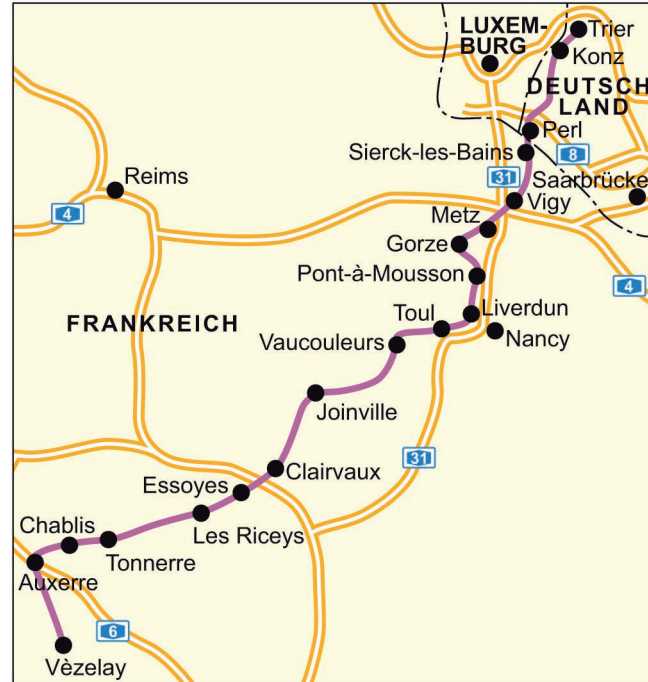 LUXEM-
BURG
Trier
Konz
DEUTSCH
LAND
Perl
Sierck-les-Bains
8
31
Saarbrücke
Reims
Vigy
4
Metz
Gorze
Pont-à-Mousson
4
Liverdun
Toul
FRANKREICH
Nancy
Vaucouleurs
Joinville
31
Clairvaux
Essoyes
Les Riceys
Chablis
Tonnerre
Auxerre
6
Vèzelay